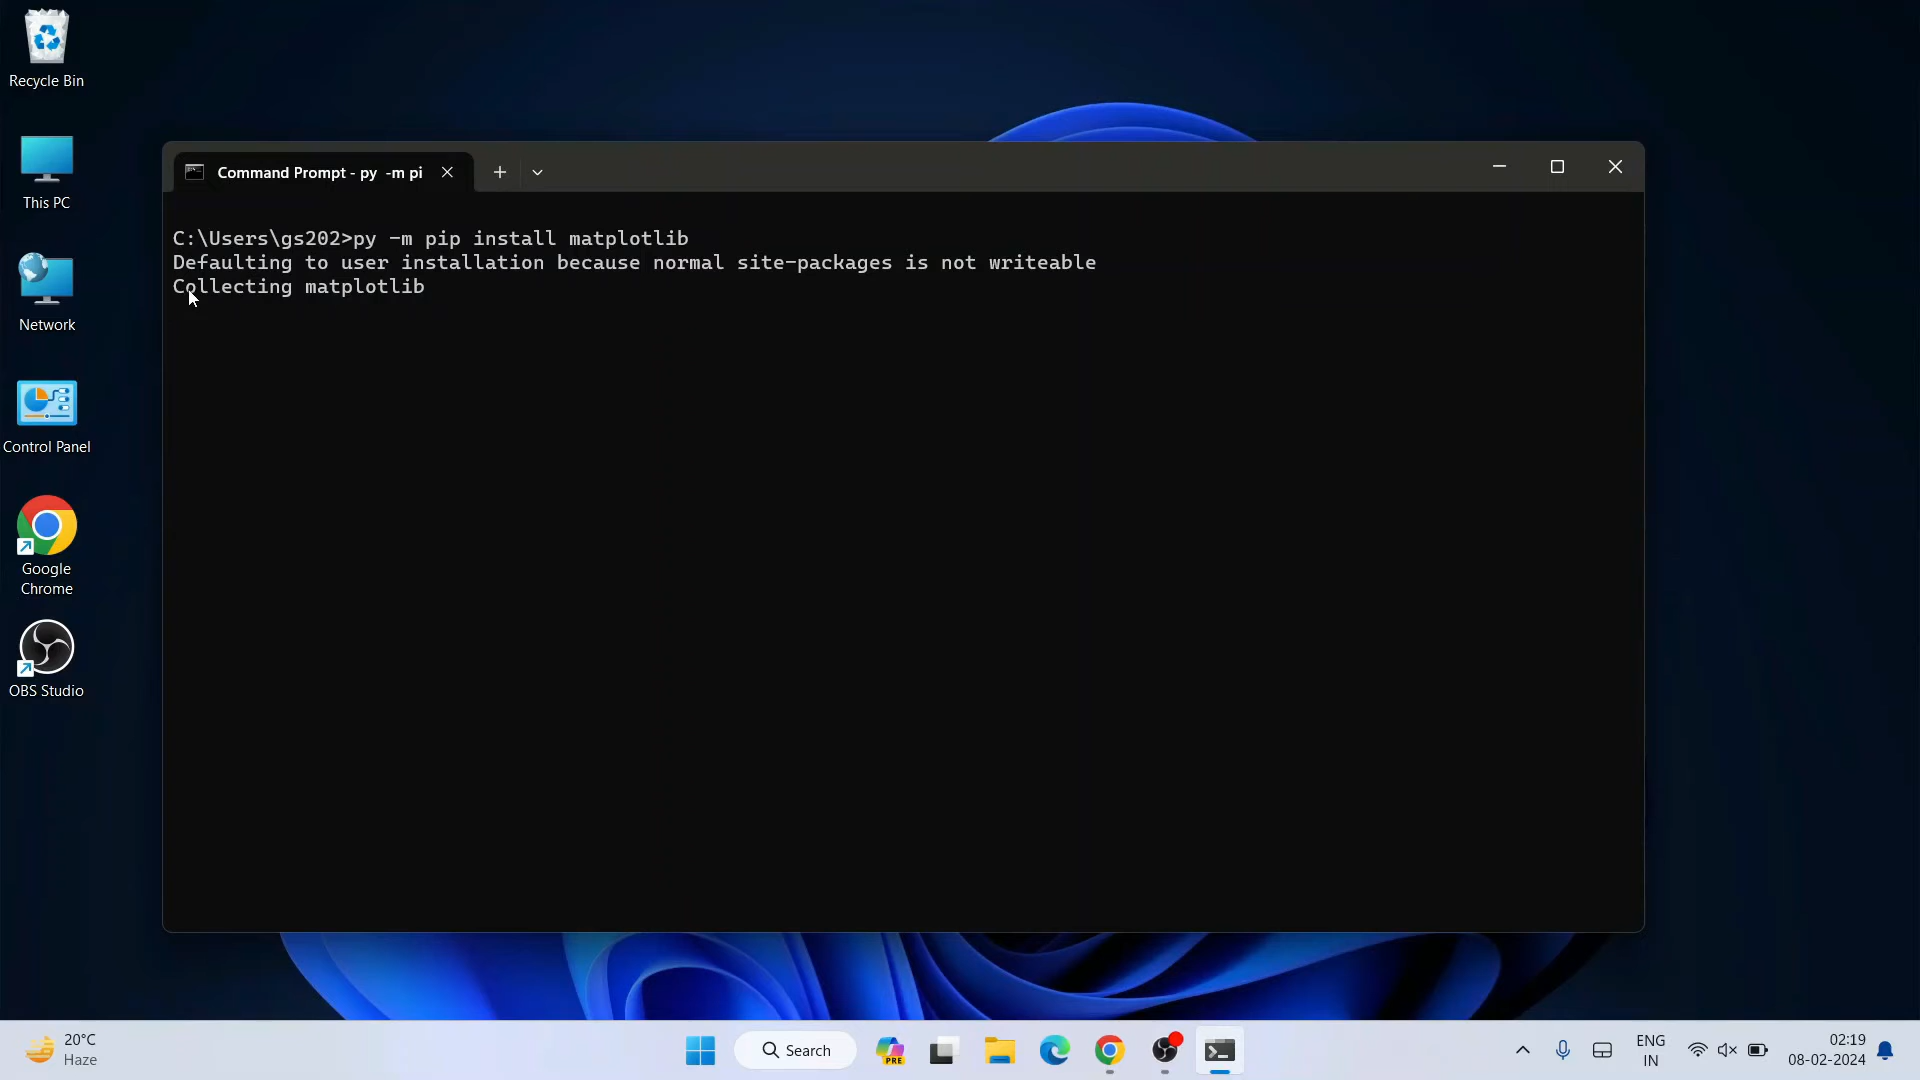 Recycle Bin
This PC
Network
Control Panel
Google
Chrome
OBS Studio
Command Prompt - py  -m pi
C:\Users\gs202>py -m pip install matplotlib
Defaulting to user installation because normal site-packages is not writeable
Collecting matplotlib
20°C
Haze
Search
PRE
ENG
IN
02:19
08-02-2024